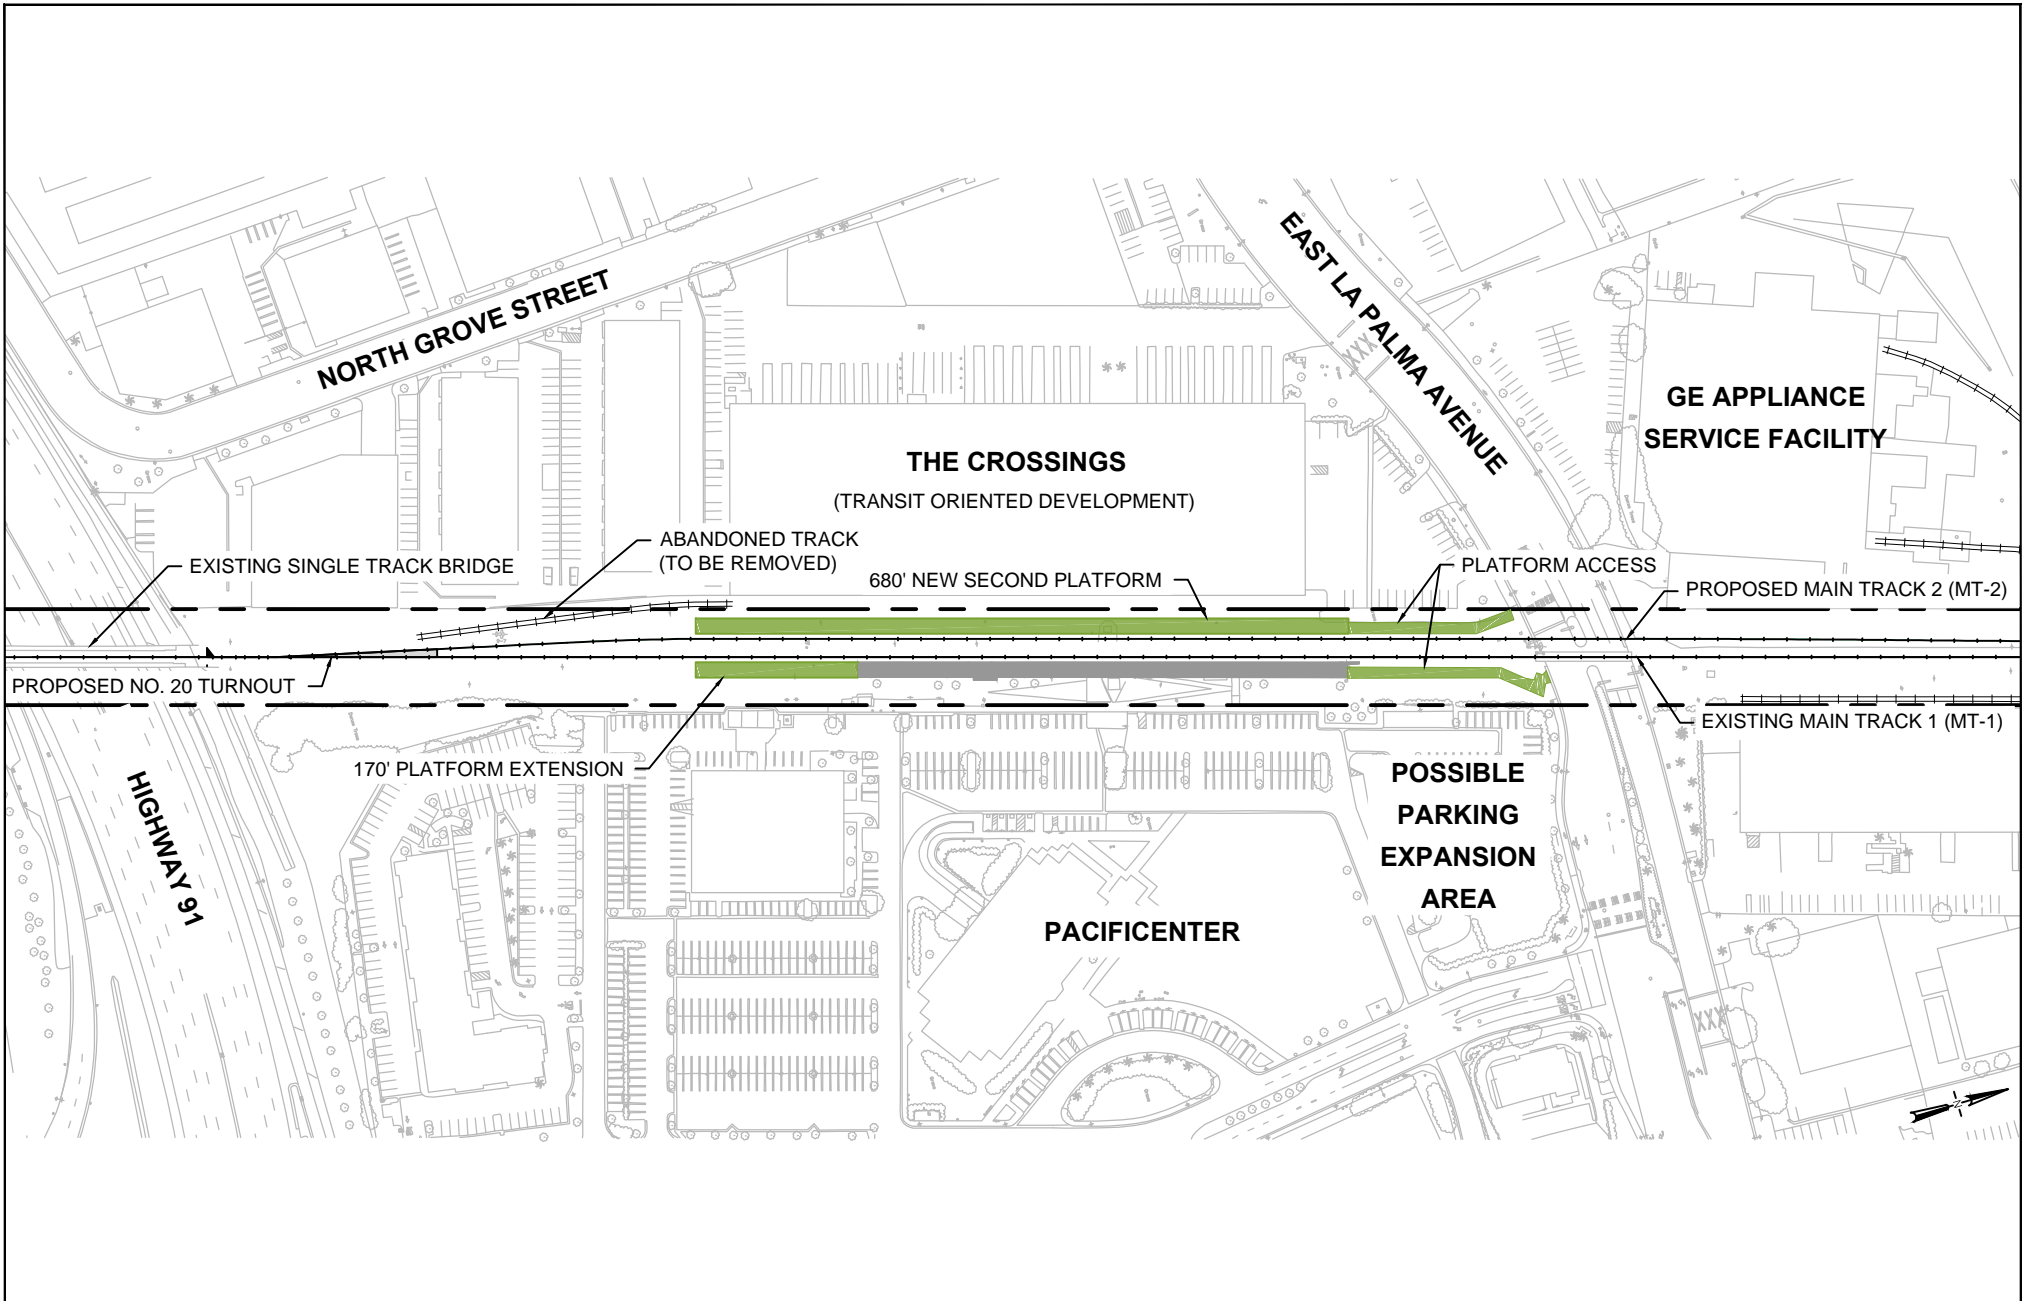 NORTH GROVE STREET
EAST LA PALMA AVENUE
GE APPLIANCE
SERVICE FACILITY
THE CROSSINGS
(TRANSIT ORIENTED DEVELOPMENT)
EXISTING SINGLE TRACK BRIDGE
ABANDONED TRACK
(TO BE REMOVED)
680' NEW SECOND PLATFORM
PLATFORM ACCESS
PROPOSED MAIN TRACK 2 (MT-2)
PROPOSED NO. 20 TURNOUT
EXISTING MAIN TRACK 1 (MT-1)
170' PLATFORM EXTENSION
HIGHWAY 91
POSSIBLE
PARKING
EXPANSION
AREA
PACIFICENTER
N